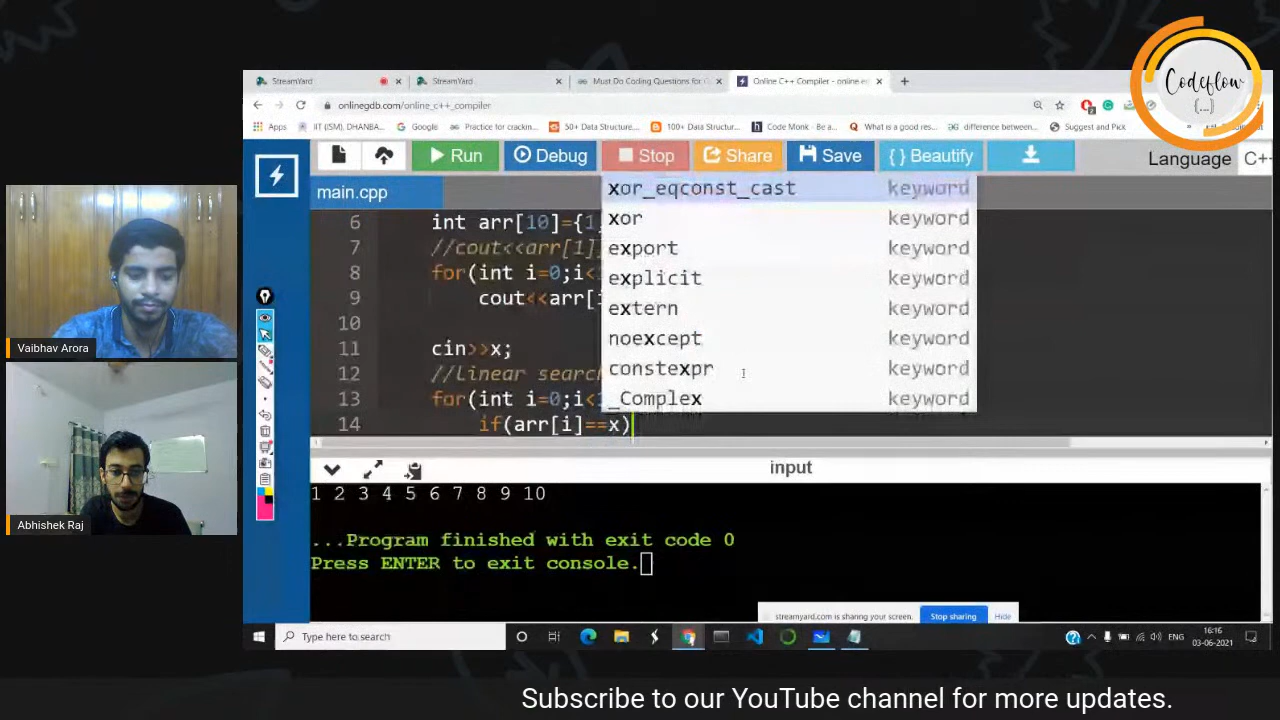 Codeflow
{...}
StreamYard
StreamYard
Must Do Coding Questions for
Online C++ Compiler - online e
onlinegdb.com/online_c++_compiler
Apps
IIT (ISM), DHANBA...
Google
Practice for crackin...
50+ Data Structure...
100+ Data Structur...
Code Monk - Be a...
What is a good res...
difference between...
Suggest and Pick
Run
Debug
Stop
Share
Save
{ } Beautify
Language
C++
main.cpp
xor_eqconst_cast keyword
xor keyword
export keyword
explicit keyword
extern keyword
noexcept keyword
constexpr keyword
_Complex keyword
6 int arr[10]={1,
7 //cout<<arr[1];
8 for(int i=0;i<
9 cout<<arr[i
10
11 cin>>x;
12 //Linear search
13 for(int i=0;i<1
14 if(arr[i]==x)
input
1 2 3 4 5 6 7 8 9 10
...Program finished with exit code 0
Press ENTER to exit console.
Vaibhav Arora
Abhishek Raj
streamyard.com is sharing your screen.
Stop sharing
Hide
Type here to search
ENG
16:16
03-06-2021
Subscribe to our YouTube channel for more updates.